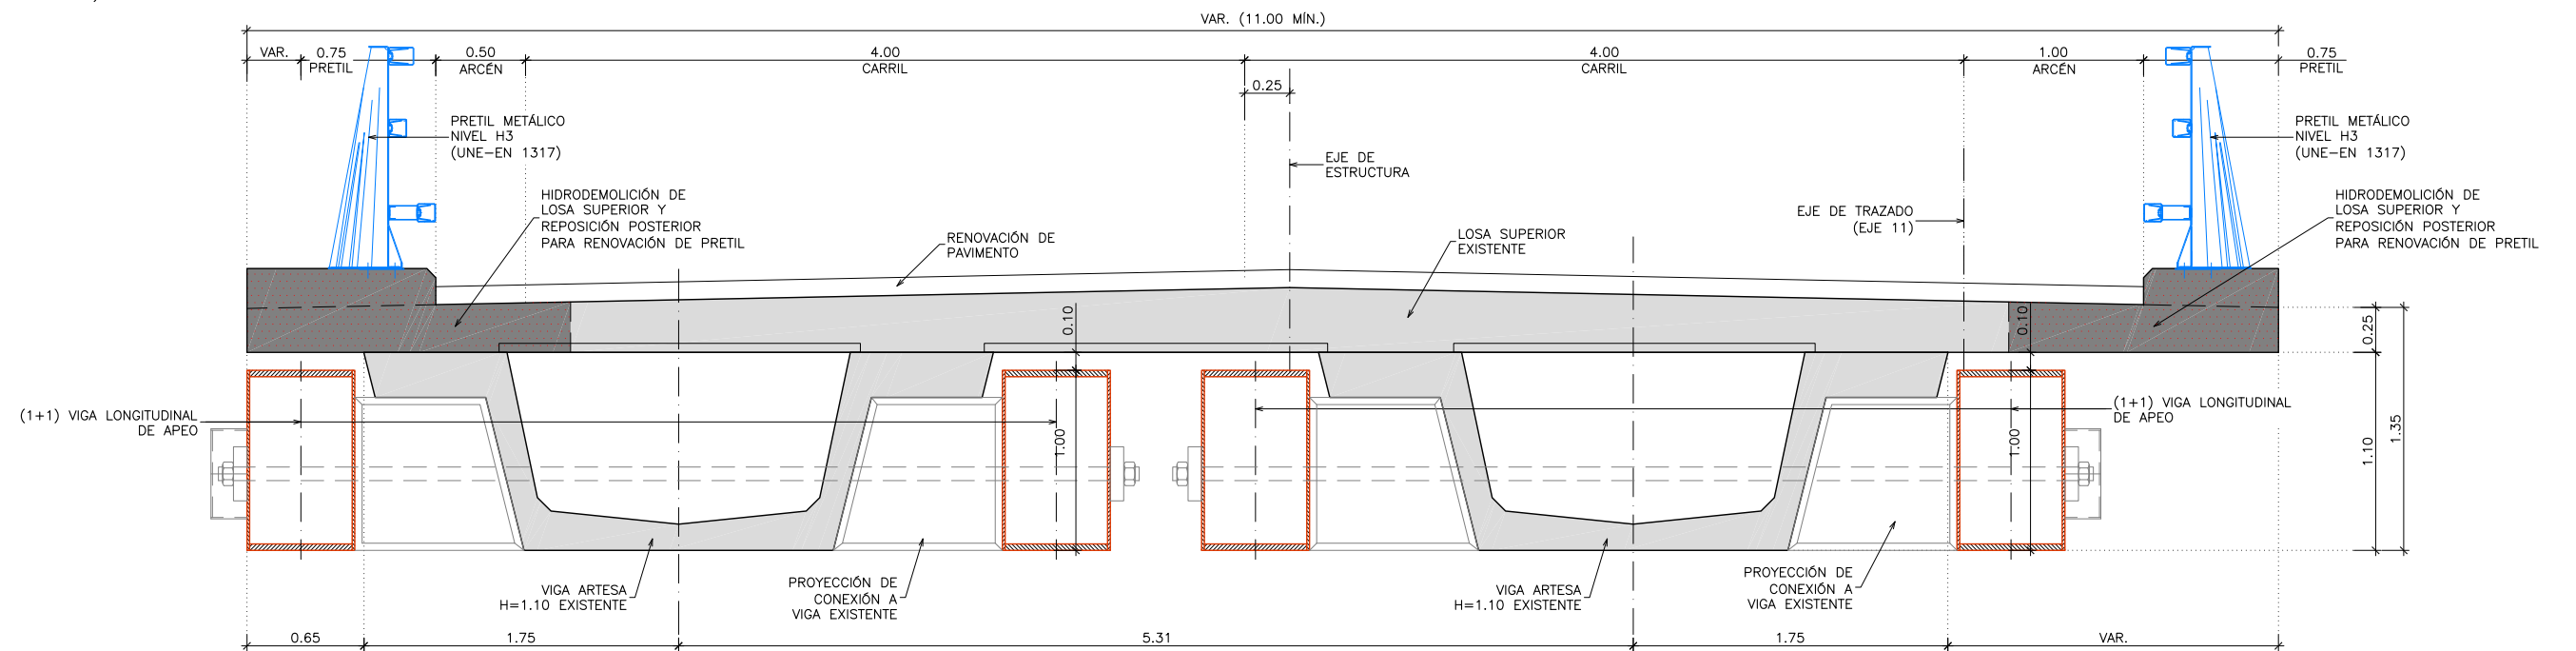 VAR. (11.00 MÍN.)
VAR.
0.75
PRETIL
0.50
ARCÉN
4.00
CARRIL
4.00
CARRIL
1.00
ARCÉN
0.75
PRETIL
0.25
PRETIL METÁLICO
NIVEL H3
(UNE-EN 1317)
EJE DE
ESTRUCTURA
PRETIL METÁLICO
NIVEL H3
(UNE-EN 1317)
HIDRODEMOLICIÓN DE
LOSA SUPERIOR Y
REPOSICIÓN POSTERIOR
PARA RENOVACIÓN DE PRETIL
RENOVACIÓN DE
PAVIMENTO
LOSA SUPERIOR
EXISTENTE
EJE DE TRAZADO
(EJE 11)
HIDRODEMOLICIÓN DE
LOSA SUPERIOR Y
REPOSICIÓN POSTERIOR
PARA RENOVACIÓN DE PRETIL
0.10
0.10
0.25
1.35
(1+1) VIGA LONGITUDINAL
DE APEO
1.00
1.00
(1+1) VIGA LONGITUDINAL
DE APEO
1.10
VIGA ARTESA
H=1.10 EXISTENTE
PROYECCIÓN DE
CONEXIÓN A
VIGA EXISTENTE
VIGA ARTESA
H=1.10 EXISTENTE
PROYECCIÓN DE
CONEXIÓN A
VIGA EXISTENTE
0.65
1.75
5.31
1.75
VAR.